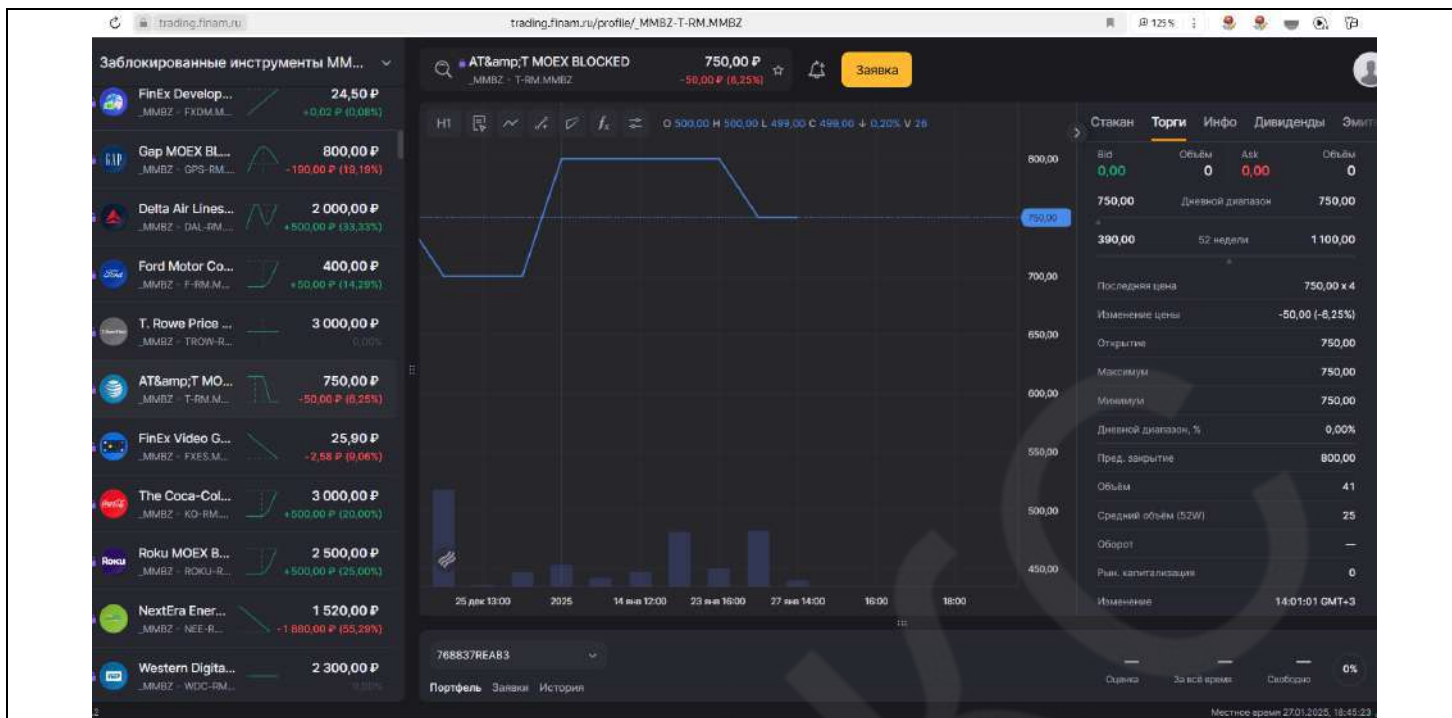 trading.finam.ru
trading.finam.ru/profile/_MMBZ-T-RM.MMBZ
125 %
Заблокированные инструменты ММ...
FinEx Develop...
24,50 ₽
_MMBZ - FXDM.M...
+0,02 ₽ (0,08%)
Gap MOEX BL...
800,00 ₽
_MMBZ - GPS-RM....
-190,00 ₽ (19,19%)
Delta Air Lines...
2 000,00 ₽
_MMBZ - DAL-RM....
+500,00 ₽ (33,33%)
Ford Motor Co...
400,00 ₽
_MMBZ - F-RM.M...
+50,00 ₽ (14,29%)
T. Rowe Price ...
3 000,00 ₽
_MMBZ - TROW-R...
0,00%
AT&amp;T MO...
750,00 ₽
_MMBZ - T-RM.M...
-50,00 ₽ (6,25%)
FinEx Video G...
25,90 ₽
_MMBZ - FXES.M...
-2,58 ₽ (9,06%)
The Coca-Col...
3 000,00 ₽
_MMBZ - KO-RM....
+500,00 ₽ (20,00%)
Roku MOEX B...
2 500,00 ₽
_MMBZ - ROKU-R...
+500,00 ₽ (25,00%)
NextEra Ener...
1 520,00 ₽
_MMBZ - NEE-R...
-1 880,00 ₽ (55,29%)
Western Digita...
2 300,00 ₽
_MMBZ - WDC-RM...
0,00%
AT&amp;T MOEX BLOCKED
750,00 ₽
_MMBZ - T-RM.MMBZ
-50,00 ₽ (6,25%)
Заявка
H1
O 500,00 H 500,00 L 499,00 C 499,00 ↓ 0,20% V 26
800,00
750,00
700,00
650,00
600,00
550,00
500,00
450,00
25 дек 13:00 2025 14 янв 12:00 23 янв 16:00 27 янв 14:00 16:00 18:00
Стакан Торги Инфо Дивиденды Эмит
Bid Объём Ask Объём
0,00 0 0,00 0
750,00 Дневной диапазон 750,00
390,00 52 недели 1 100,00
Последняя цена 750,00 x 4
Изменение цены -50,00 (-6,25%)
Открытие 750,00
Максимум 750,00
Минимум 750,00
Дневной диапазон, % 0,00%
Пред. закрытие 800,00
Объём 41
Средний объём (52W) 25
Оборот —
Рын. капитализация 0
Изменение 14:01:01 GMT+3
768837REAB3
Портфель Заявки История
— — — 0%
Оценка За всё время Свободно
Местное время 27.01.2025, 18:45:23